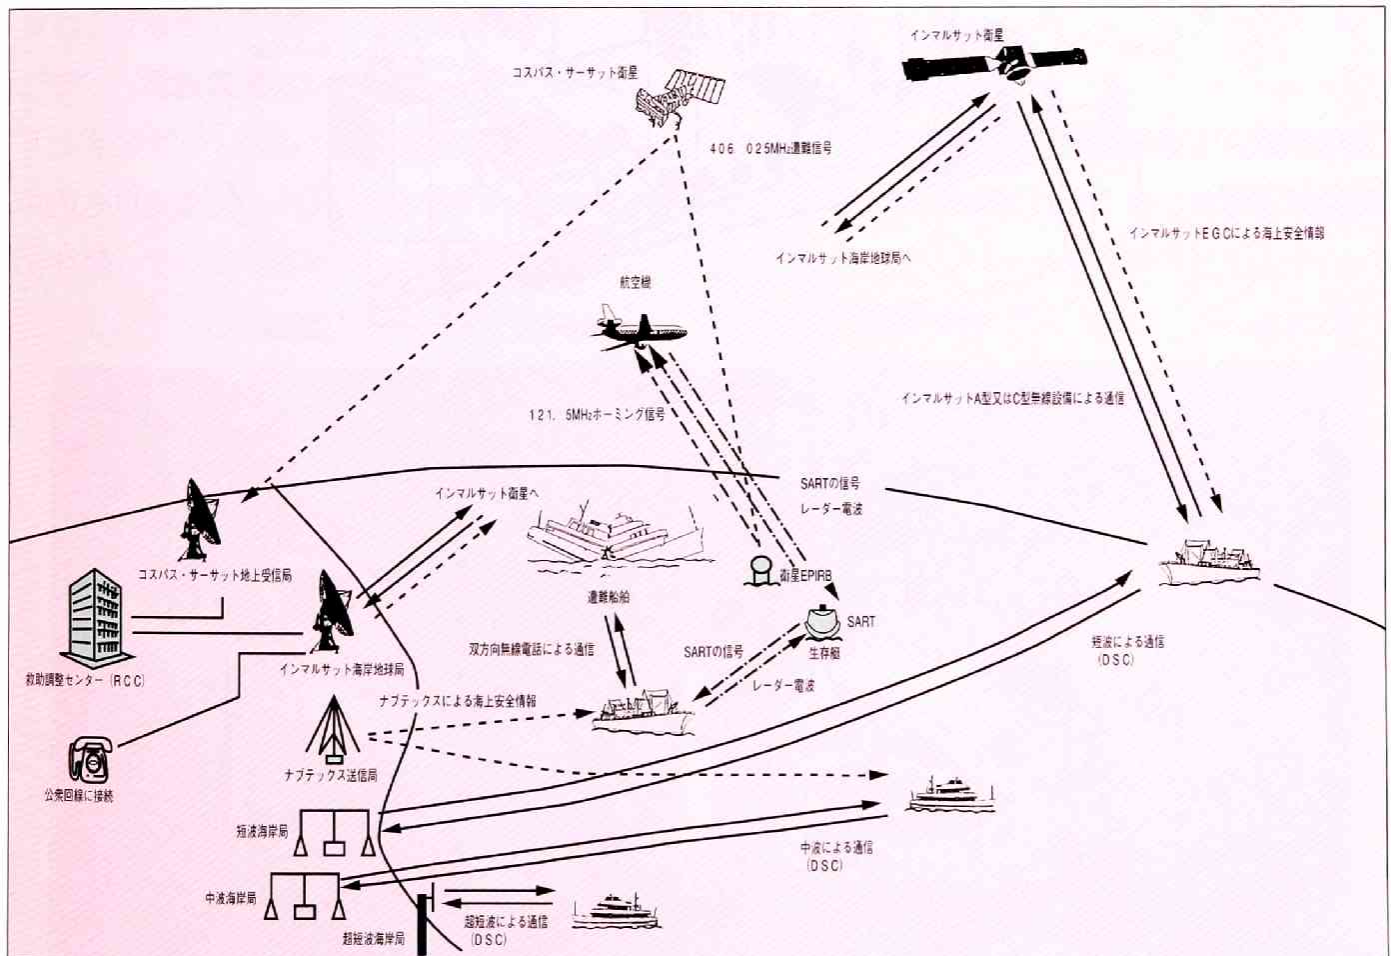 インマルサット衛星
コスパス・サーサット衛星
406.025MHz遭難信号
インマルサットEGCによる海上安全情報
インマルサット海岸地球局へ
航空機
インマルサットA型又はC型無線設備による通信
121.5MHzホーミング信号
SARTの信号
レーダー電波
インマルサット衛星へ
コスパス・サーサット地上受信局
衛星EPIRB
遭難船舶
SART
双方向無線電話による通信
SARTの信号
生存艇
短波による通信
(DSC)
救助調整センター(RCC)
インマルサット海岸地球局
レーダー電波
ナブテックスによる海上安全情報
ナブテックス送信局
公衆回線に接続
短波海岸局
中波による通信
(DSC)
中波海岸局
超短波による通信
(DSC)
超短波海岸局